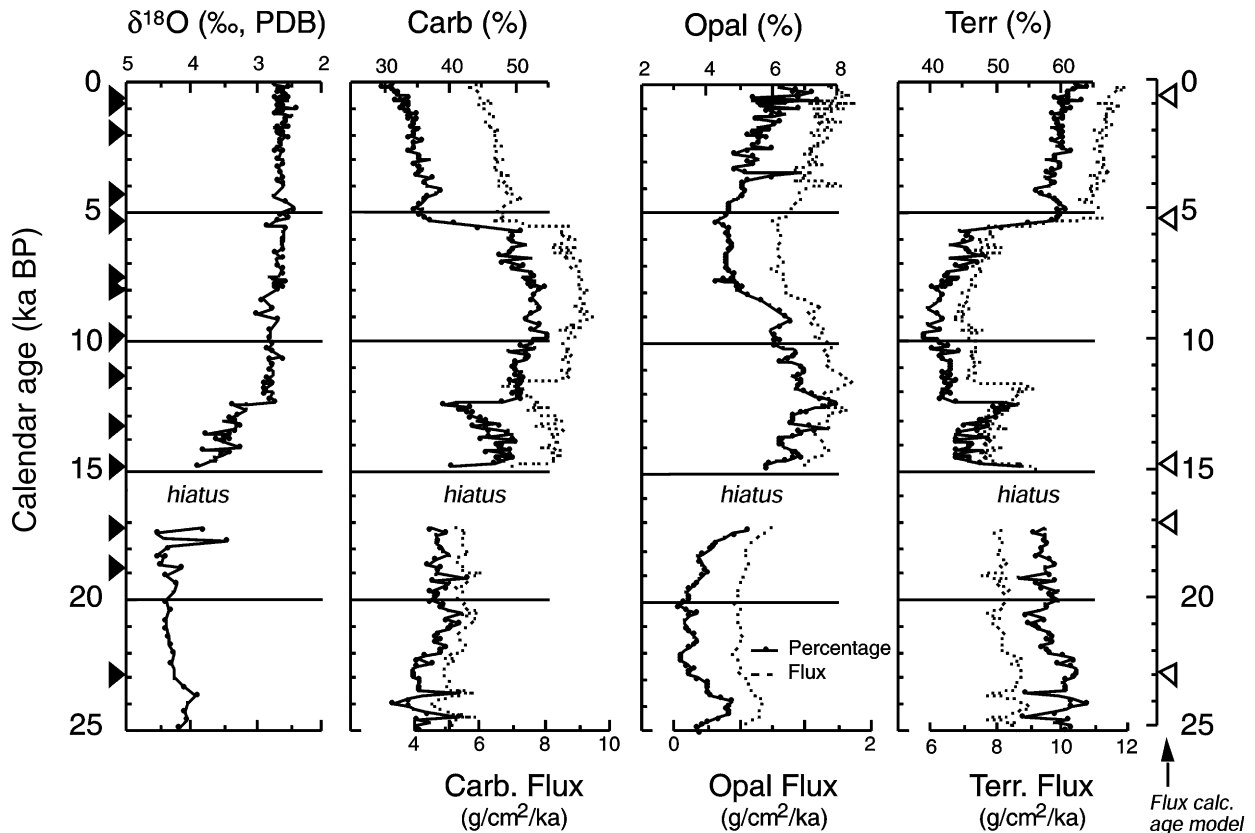 δ¹⁸O (‰, PDB) Carb (%) Opal (%) Terr (%)
5 4 3 2 30 40 50 2 4 6 8 40 50 60
0 0
5 5
10 10
15 15
20 20
25 25
Calendar age (ka BP)
hiatus hiatus hiatus hiatus
Percentage
Flux
4 6 8 10 0 2 6 8 10 12
Carb. Flux Opal Flux Terr. Flux
(g/cm²/ka) (g/cm²/ka) (g/cm²/ka)
Flux calc.
age model